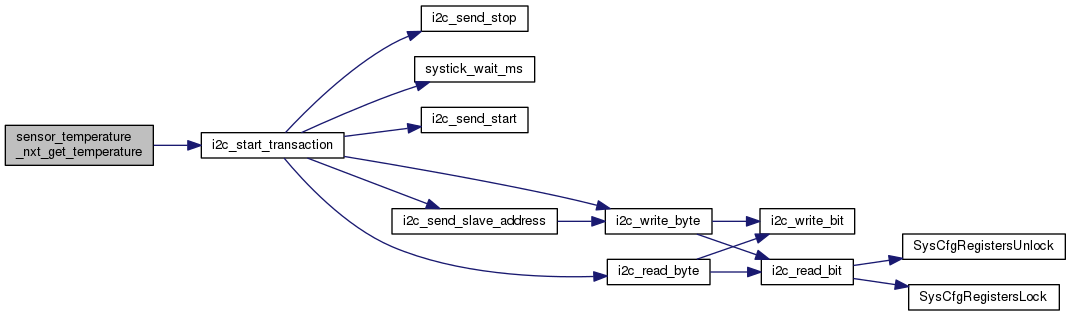 sensor_temperature
_nxt_get_temperature
i2c_start_transaction
i2c_send_stop
systick_wait_ms
i2c_send_start
i2c_send_slave_address
i2c_write_byte
i2c_read_byte
i2c_write_bit
i2c_read_bit
SysCfgRegistersUnlock
SysCfgRegistersLock